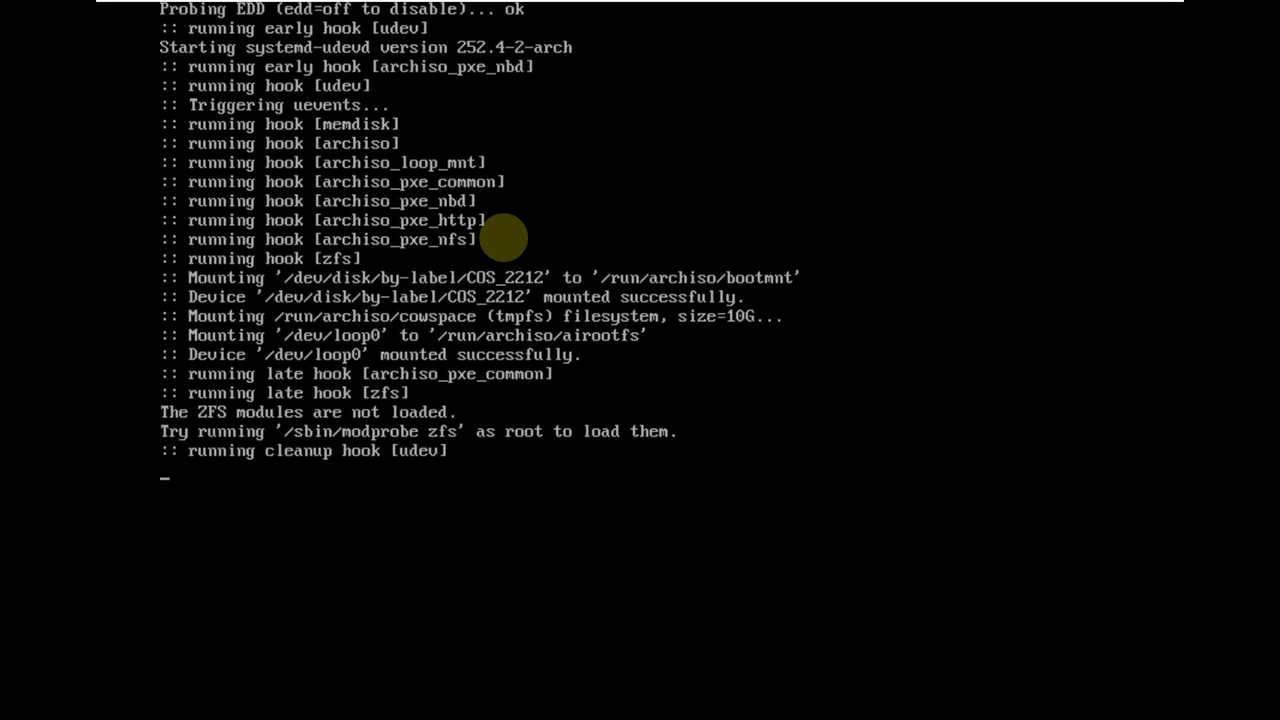 Probing EDD (edd=off to disable)... ok
:: running early hook [udev]
Starting systemd-udevd version 252.4-2-arch
:: running early hook [archiso_pxe_nbd]
:: running hook [udev]
:: Triggering uevents...
:: running hook [memdisk]
:: running hook [archiso]
:: running hook [archiso_loop_mnt]
:: running hook [archiso_pxe_common]
:: running hook [archiso_pxe_nbd]
:: running hook [archiso_pxe_http]
:: running hook [archiso_pxe_nfs]
:: running hook [zfs]
:: Mounting '/dev/disk/by-label/COS_2212' to '/run/archiso/bootmnt'
:: Device '/dev/disk/by-label/COS_2212' mounted successfully.
:: Mounting /run/archiso/cowspace (tmpfs) filesystem, size=10G...
:: Mounting '/dev/loop0' to '/run/archiso/airootfs'
:: Device '/dev/loop0' mounted successfully.
:: running late hook [archiso_pxe_common]
:: running late hook [zfs]
The ZFS modules are not loaded.
Try running '/sbin/modprobe zfs' as root to load them.
:: running cleanup hook [udev]